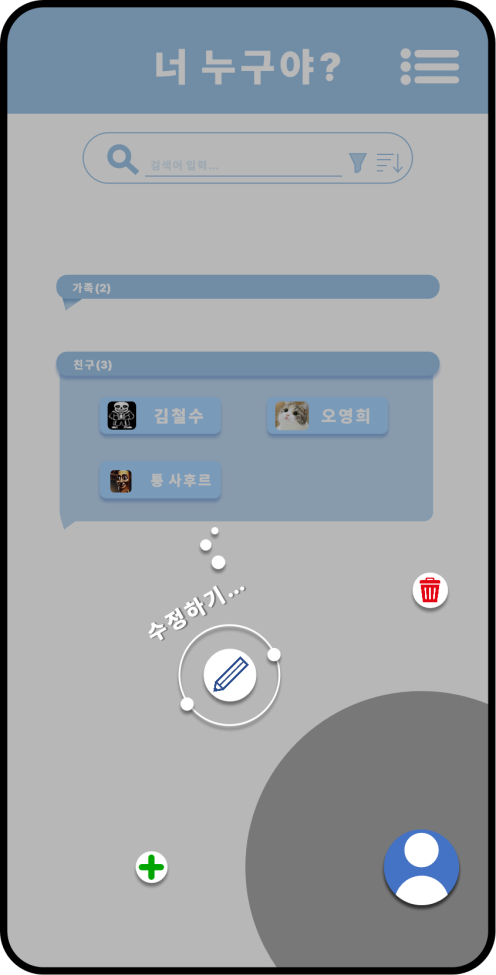 너 누구야?
검색어 입력...
가족(2)
친구(3)
김철수
오영희
통 사후르
수정하기...